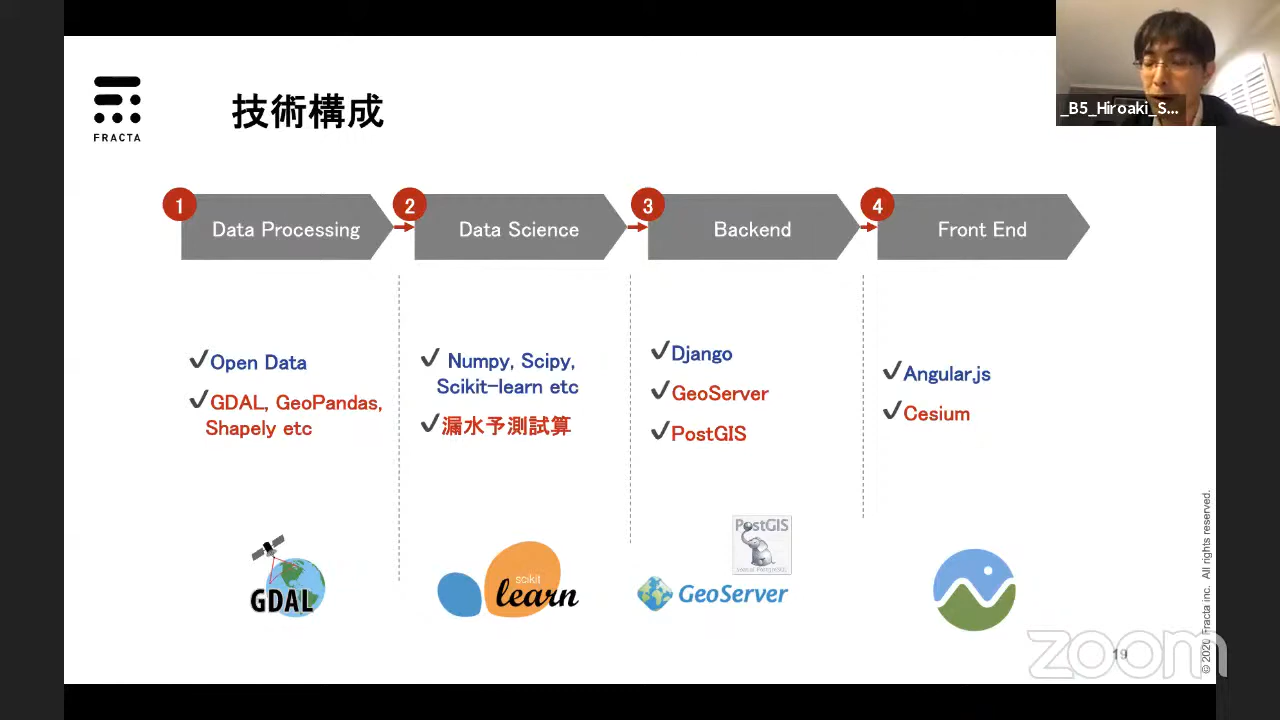 _B5_Hiroaki_S...
FRACTA
技術構成
1
Data Processing
2
Data Science
3
Backend
4
Front End
✓Open Data
✓GDAL, GeoPandas,
Shapely etc
✓Numpy, Scipy,
Scikit-learn etc
✓漏水予測試算
✓Django
✓GeoServer
✓PostGIS
✓Angular.js
✓Cesium
GDAL
scikit
learn
PostGIS
GeoServer
© 2020 Fracta inc. All rights reserved.
19
zoom